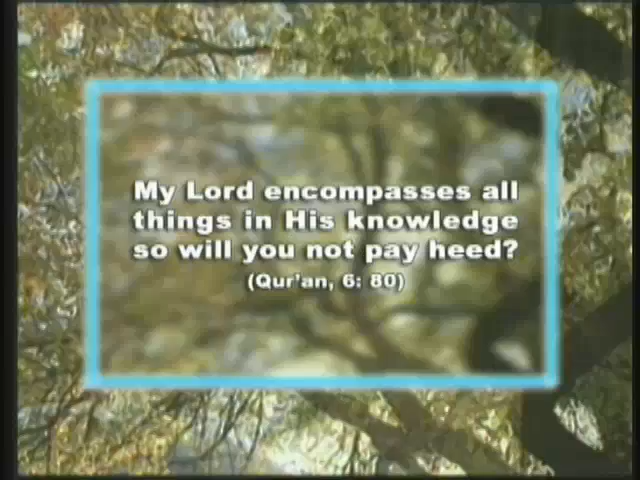 My Lord encompasses all
things in His knowledge
so will you not pay heed?
(Qur'an, 6: 80)